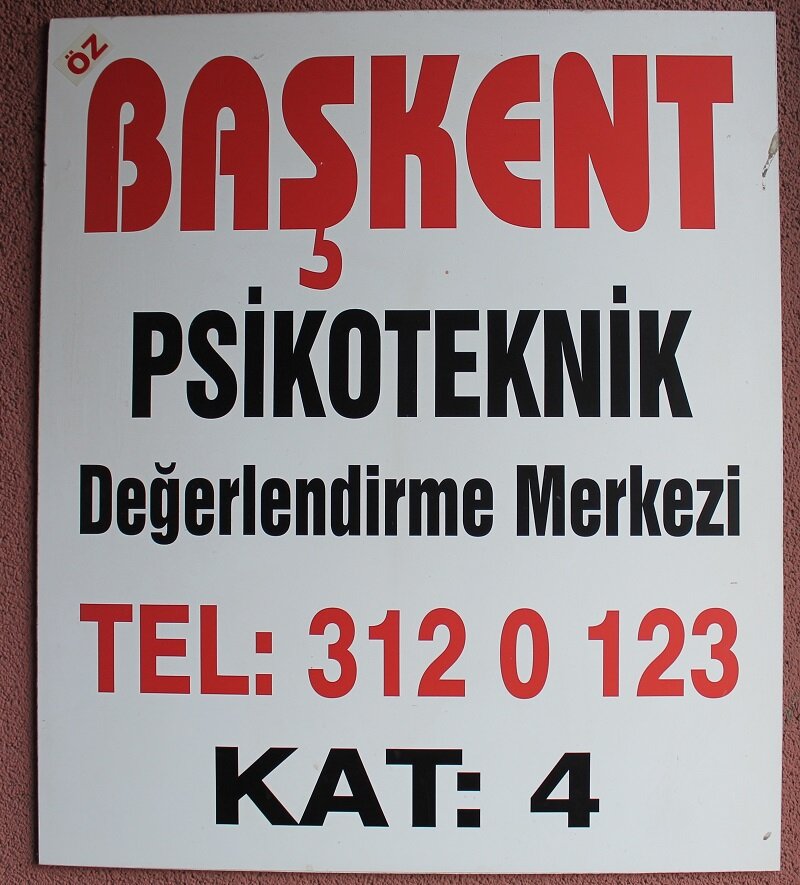 ÖZ
BAŞKENT
PSİKOTEKNİK
Değerlendirme Merkezi
TEL: 312 0 123
KAT: 4